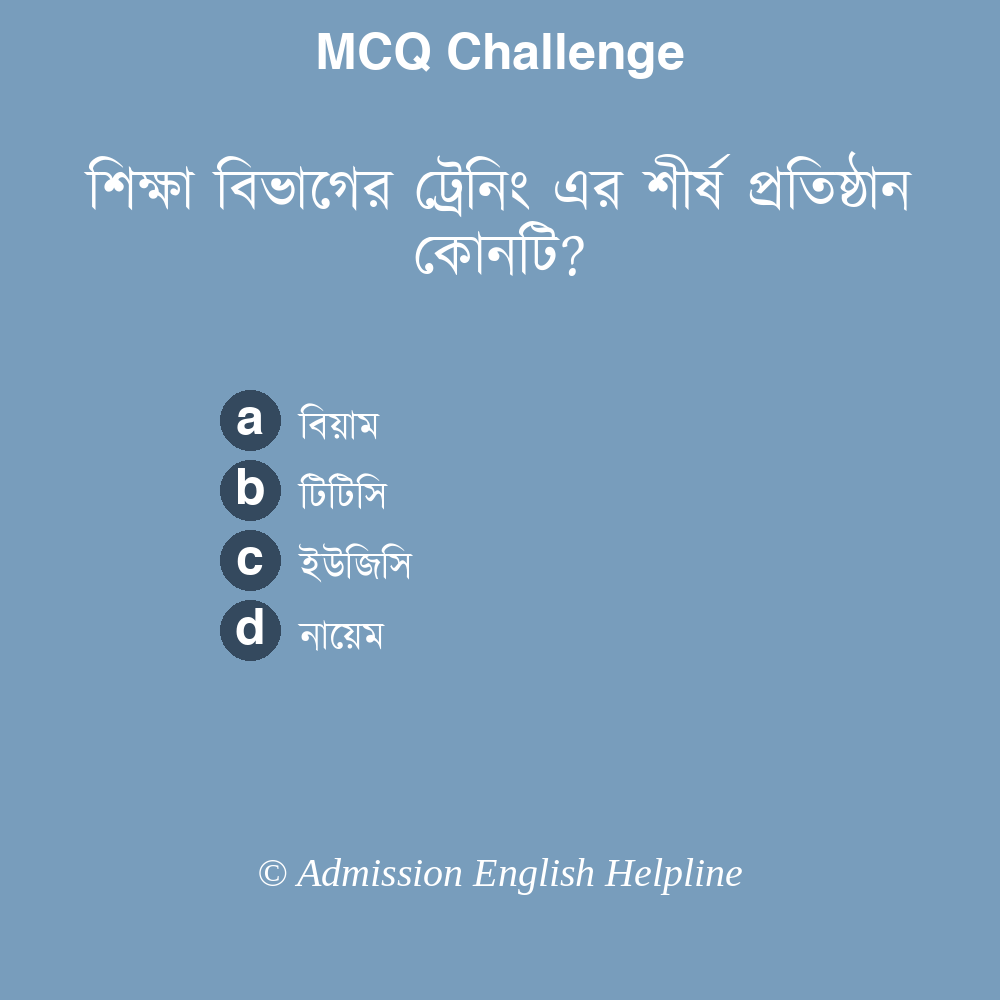 MCQ Challenge
শিক্ষা বিভাগের ট্রেনিং এর শীর্ষ প্রতিষ্ঠান
কোনটি?
a বিয়াম
b টিটিসি
c ইউজিসি
d নায়েম
© Admission English Helpline